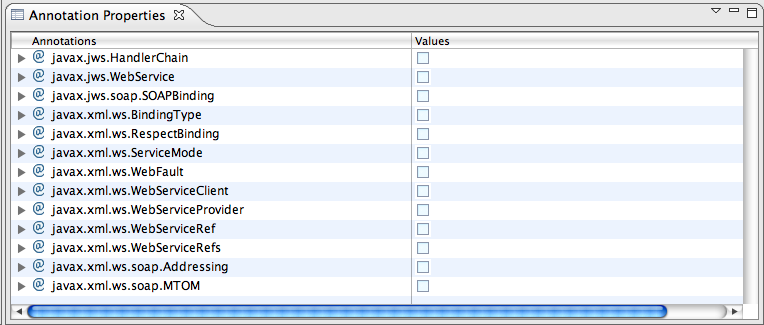 Annotation Properties
Annotations Values
@ javax.jws.HandlerChain
@ javax.jws.WebService
@ javax.jws.soap.SOAPBinding
@ javax.xml.ws.BindingType
@ javax.xml.ws.RespectBinding
@ javax.xml.ws.ServiceMode
@ javax.xml.ws.WebFault
@ javax.xml.ws.WebServiceClient
@ javax.xml.ws.WebServiceProvider
@ javax.xml.ws.WebServiceRef
@ javax.xml.ws.WebServiceRefs
@ javax.xml.ws.soap.Addressing
@ javax.xml.ws.soap.MTOM